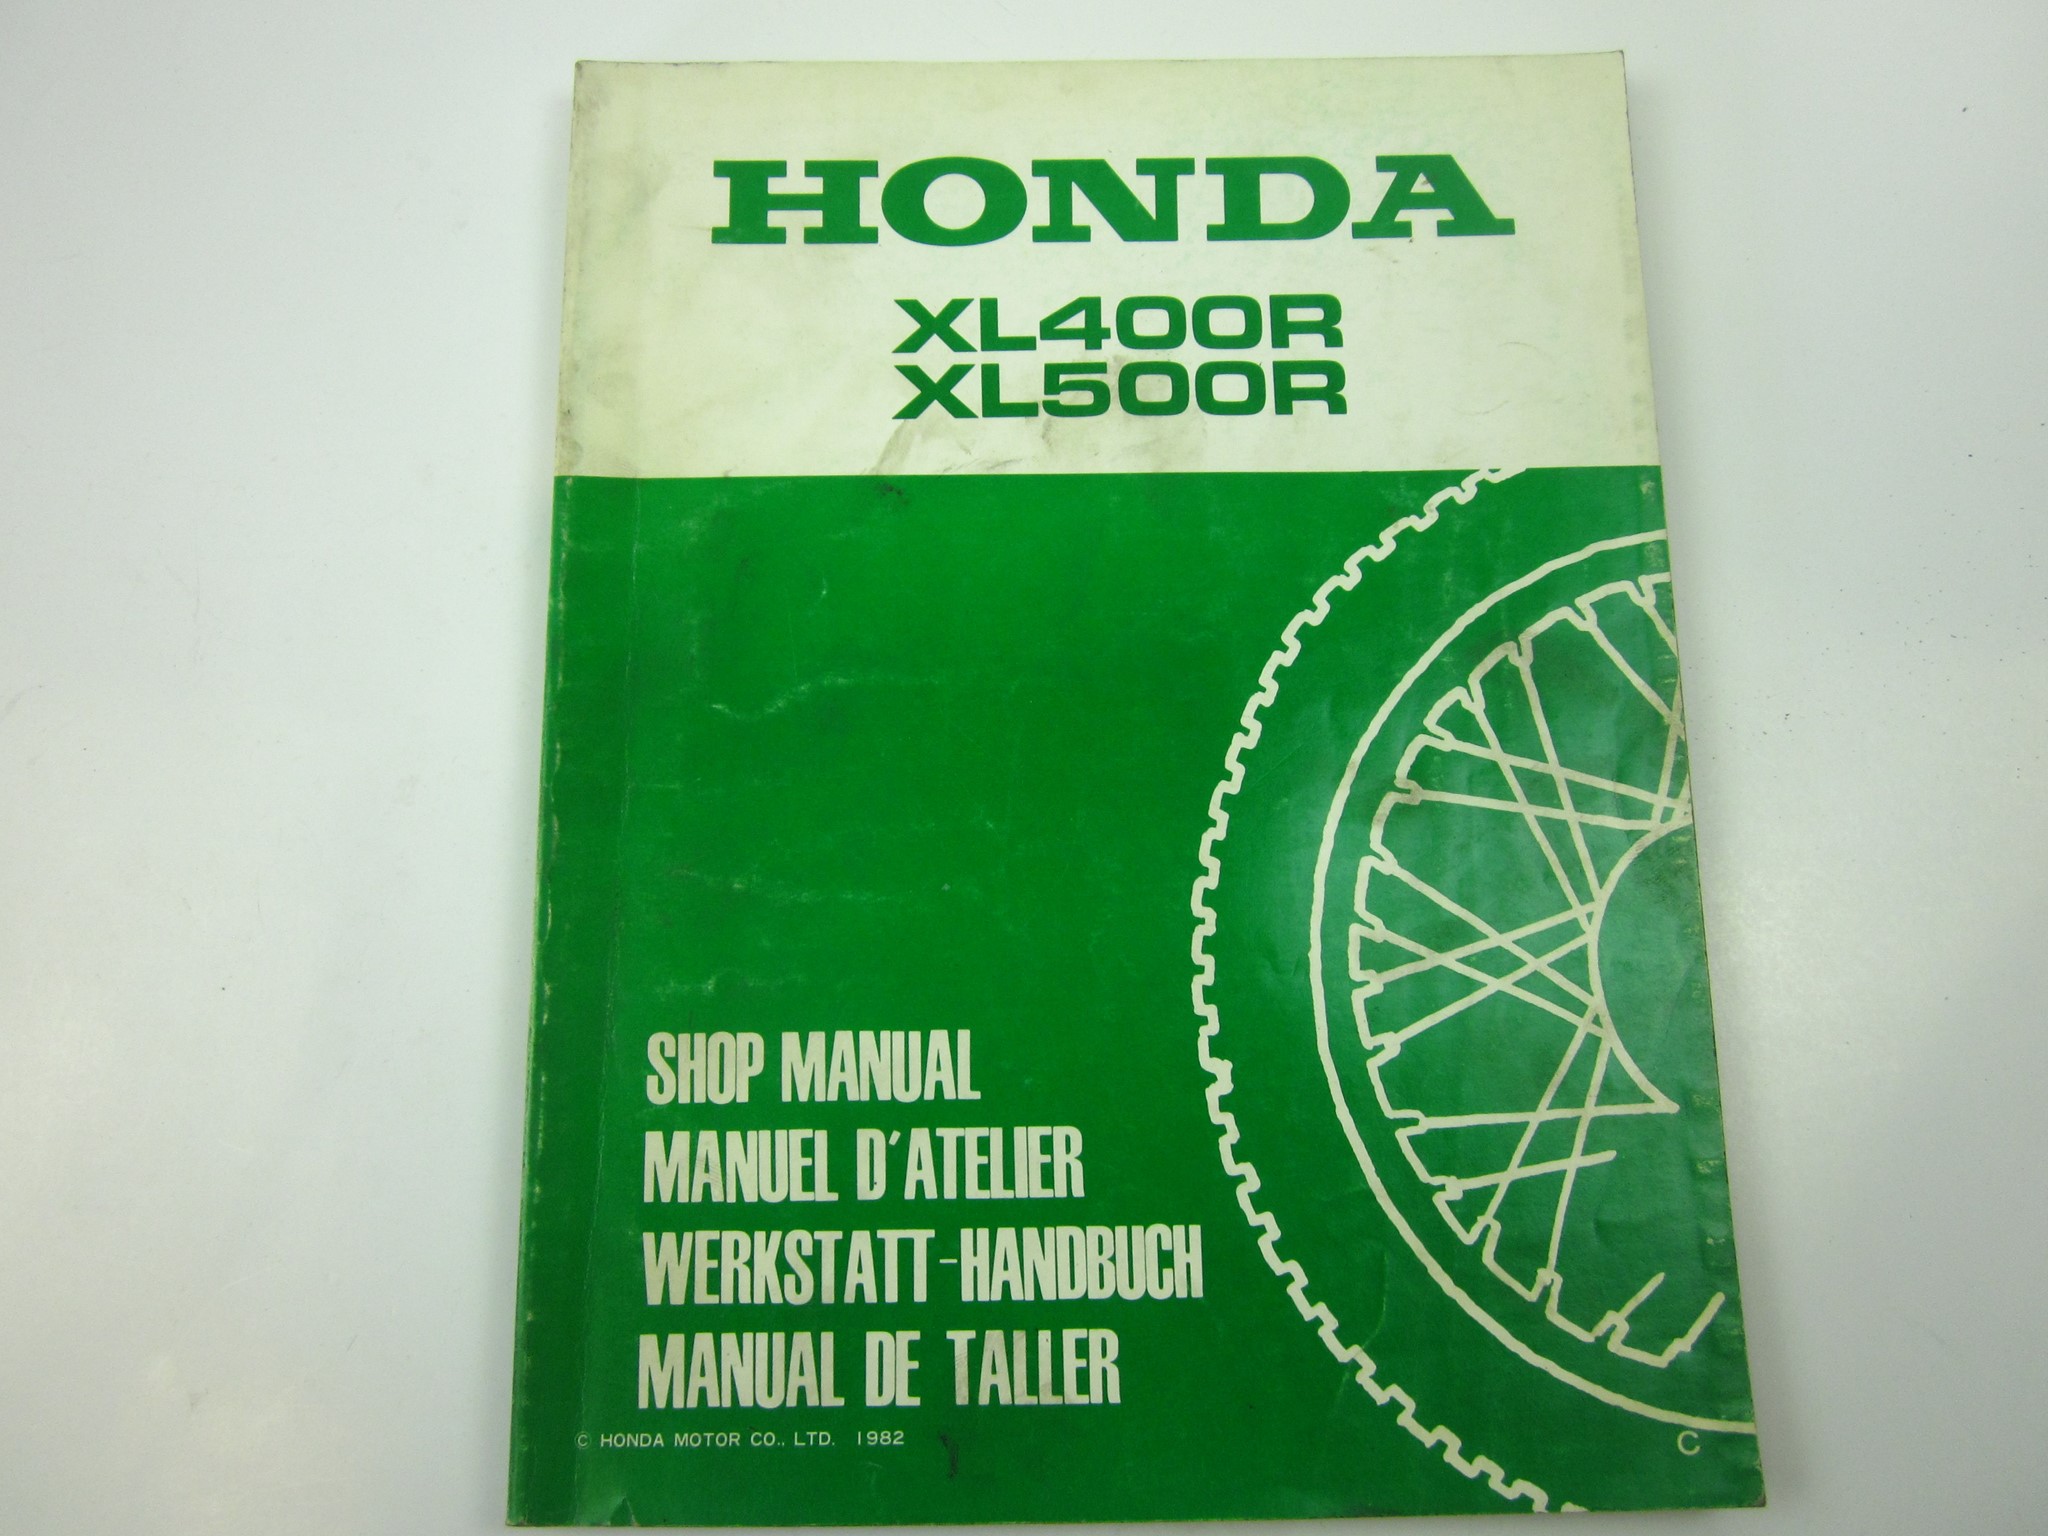 HONDA
XL400R
XL500R
SHOP MANUAL
MANUEL D'ATELIER
WERKSTATT-HANDBUCH
MANUAL DE TALLER
© HONDA MOTOR CO., LTD. 1982
C